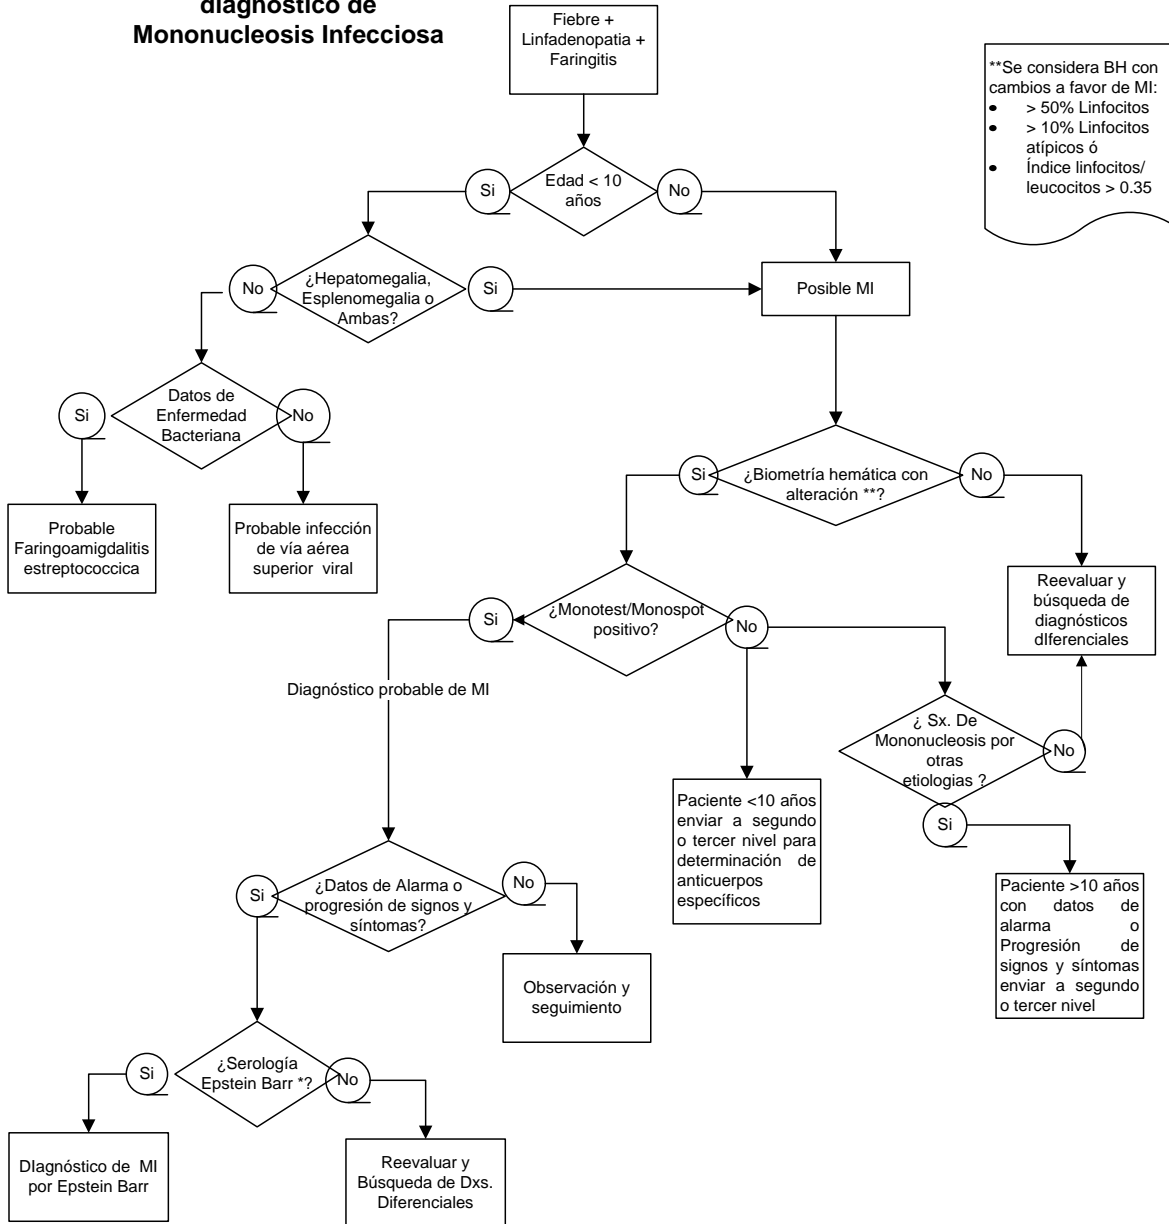 diagnóstico de
Mononucleosis Infecciosa
Fiebre +
Linfadenopatia +
Faringitis
**Se considera BH con
cambios a favor de MI:
• > 50% Linfocitos
• > 10% Linfocitos
atípicos ó
• Índice linfocitos/
leucocitos > 0.35
Si
Edad < 10
años
No
No
¿Hepatomegalia,
Esplenomegalia o
Ambas?
Si
Posible MI
Si
Datos de
Enfermedad
Bacteriana
No
Si
¿Biometría hemática con
alteración **?
No
Probable
Faringoamigdalitis
estreptococcica
Probable infección
de vía aérea
superior viral
Reevaluar y
búsqueda de
diagnósticos
dIferenciales
Si
¿Monotest/Monospot
positivo?
No
Diagnóstico probable de MI
¿ Sx. De
Mononucleosis por
otras
etiologias ?
No
Si
Paciente <10 años
enviar a segundo
o tercer nivel para
determinación de
anticuerpos
específicos
Paciente >10 años
con datos de
alarma o
Progresión de
signos y síntomas
enviar a segundo
o tercer nivel
Si
¿Datos de Alarma o
progresión de signos y
síntomas?
No
Observación y
seguimiento
Si
¿Serología
Epstein Barr *?
No
DIagnóstico de MI
por Epstein Barr
Reevaluar y
Búsqueda de Dxs.
Diferenciales